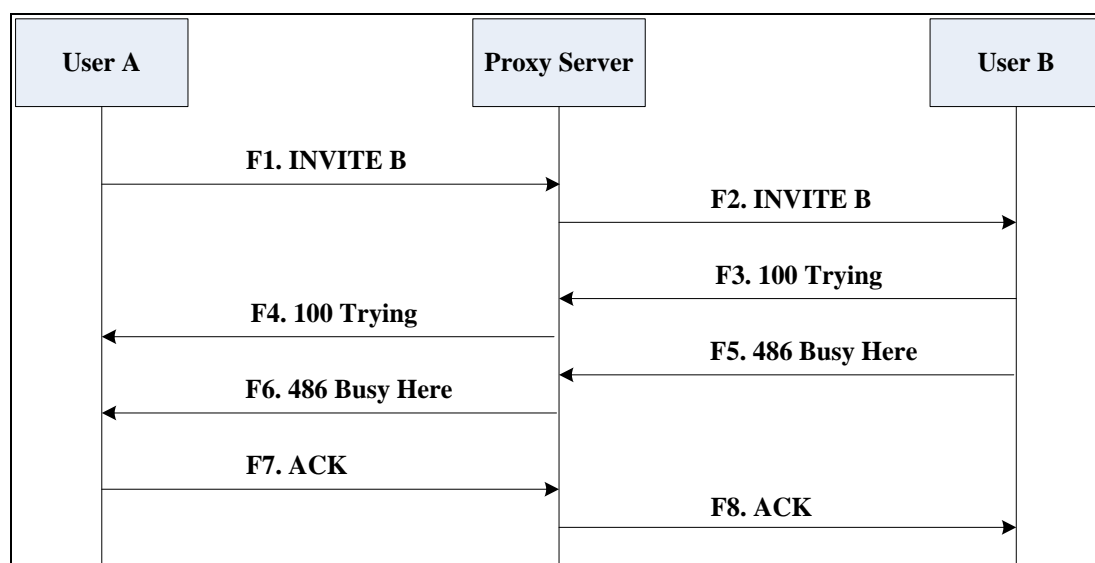 User A
Proxy Server
User B
F1. INVITE B
F2. INVITE B
F3. 100 Trying
F4. 100 Trying
F5. 486 Busy Here
F6. 486 Busy Here
F7. ACK
F8. ACK